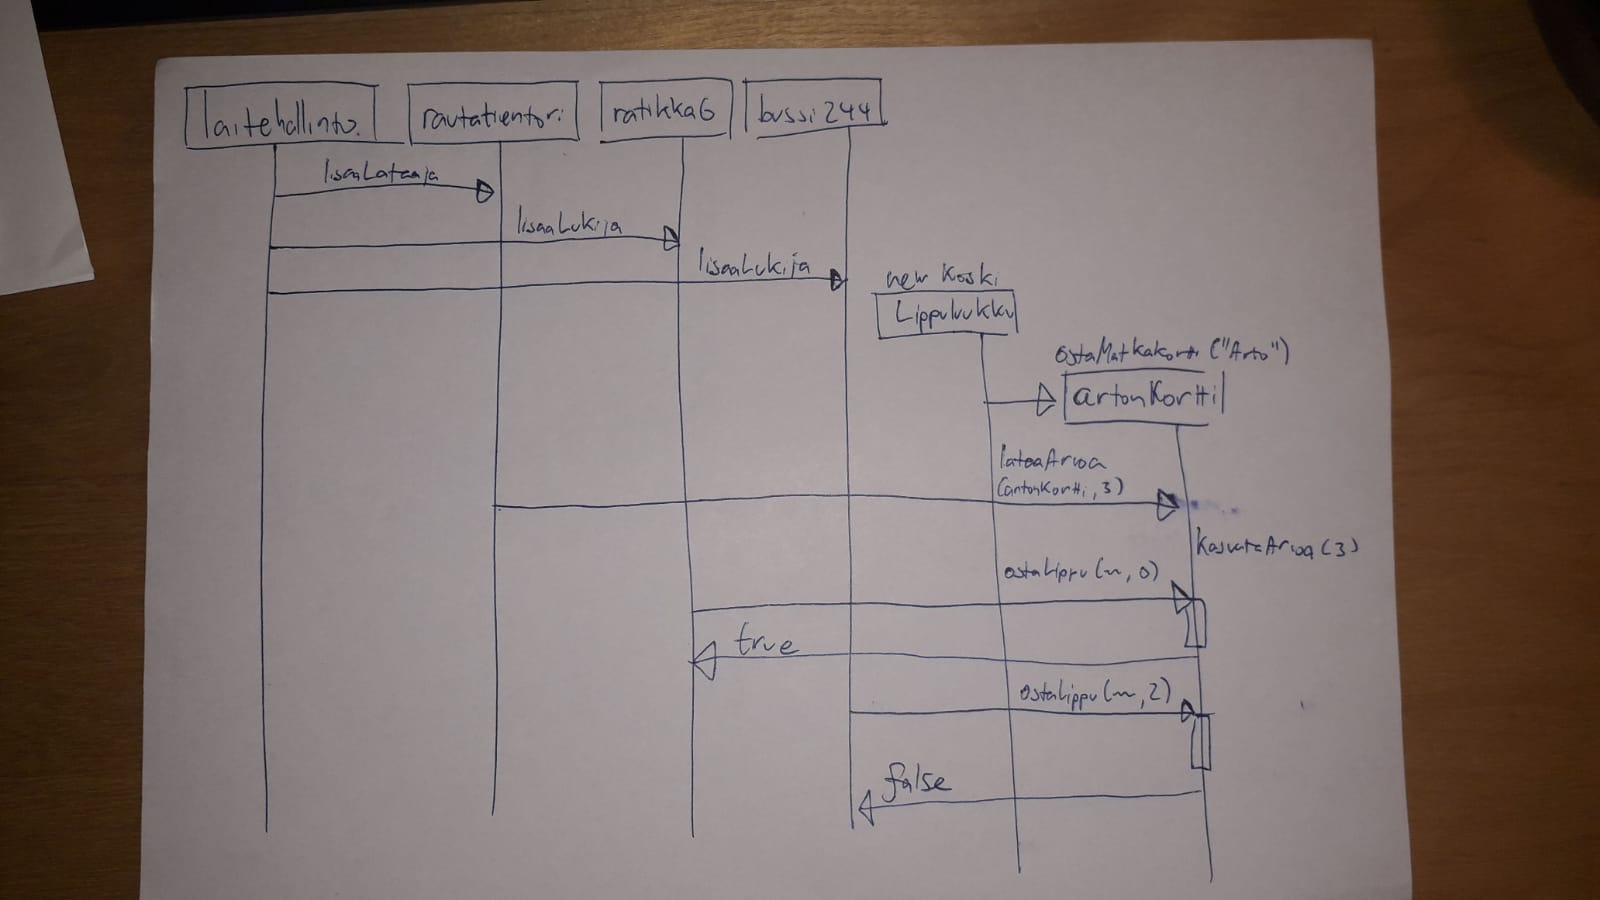 laitehallinto.
rautatientori
ratikka6
bussi244
lisaaLataaja
lisaaLukija
lisaaLukija
new Koski
Lippuluukku
ostaMatkakortti("Arto")
artonKortti
lataaArvoa
(artonKortti, 3)
kasvataArvoa(3)
ostaLippu(~, 0)
true
ostaLippu(~, 2)
false